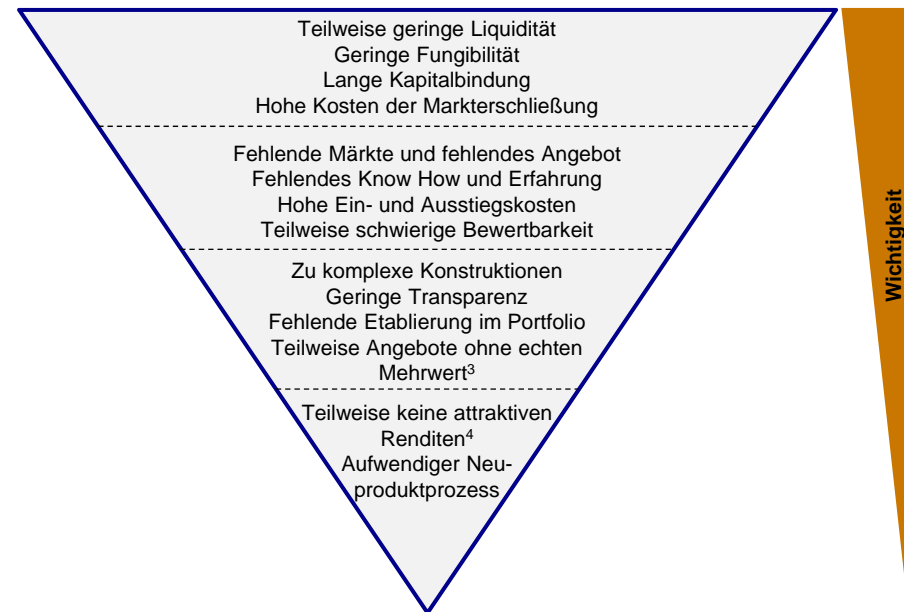 Teilweise geringe Liquidität
Geringe Fungibilität
Lange Kapitalbindung
Hohe Kosten der Markterschließung
Fehlende Märkte und fehlendes Angebot
Fehlendes Know How und Erfahrung
Hohe Ein- und Ausstiegskosten
Teilweise schwierige Bewertbarkeit
Zu komplexe Konstruktionen
Geringe Transparenz
Fehlende Etablierung im Portfolio
Teilweise Angebote ohne echten
Mehrwert³
Teilweise keine attraktiven
Renditen⁴
Aufwendiger Neu-
produktprozess
Wichtigkeit